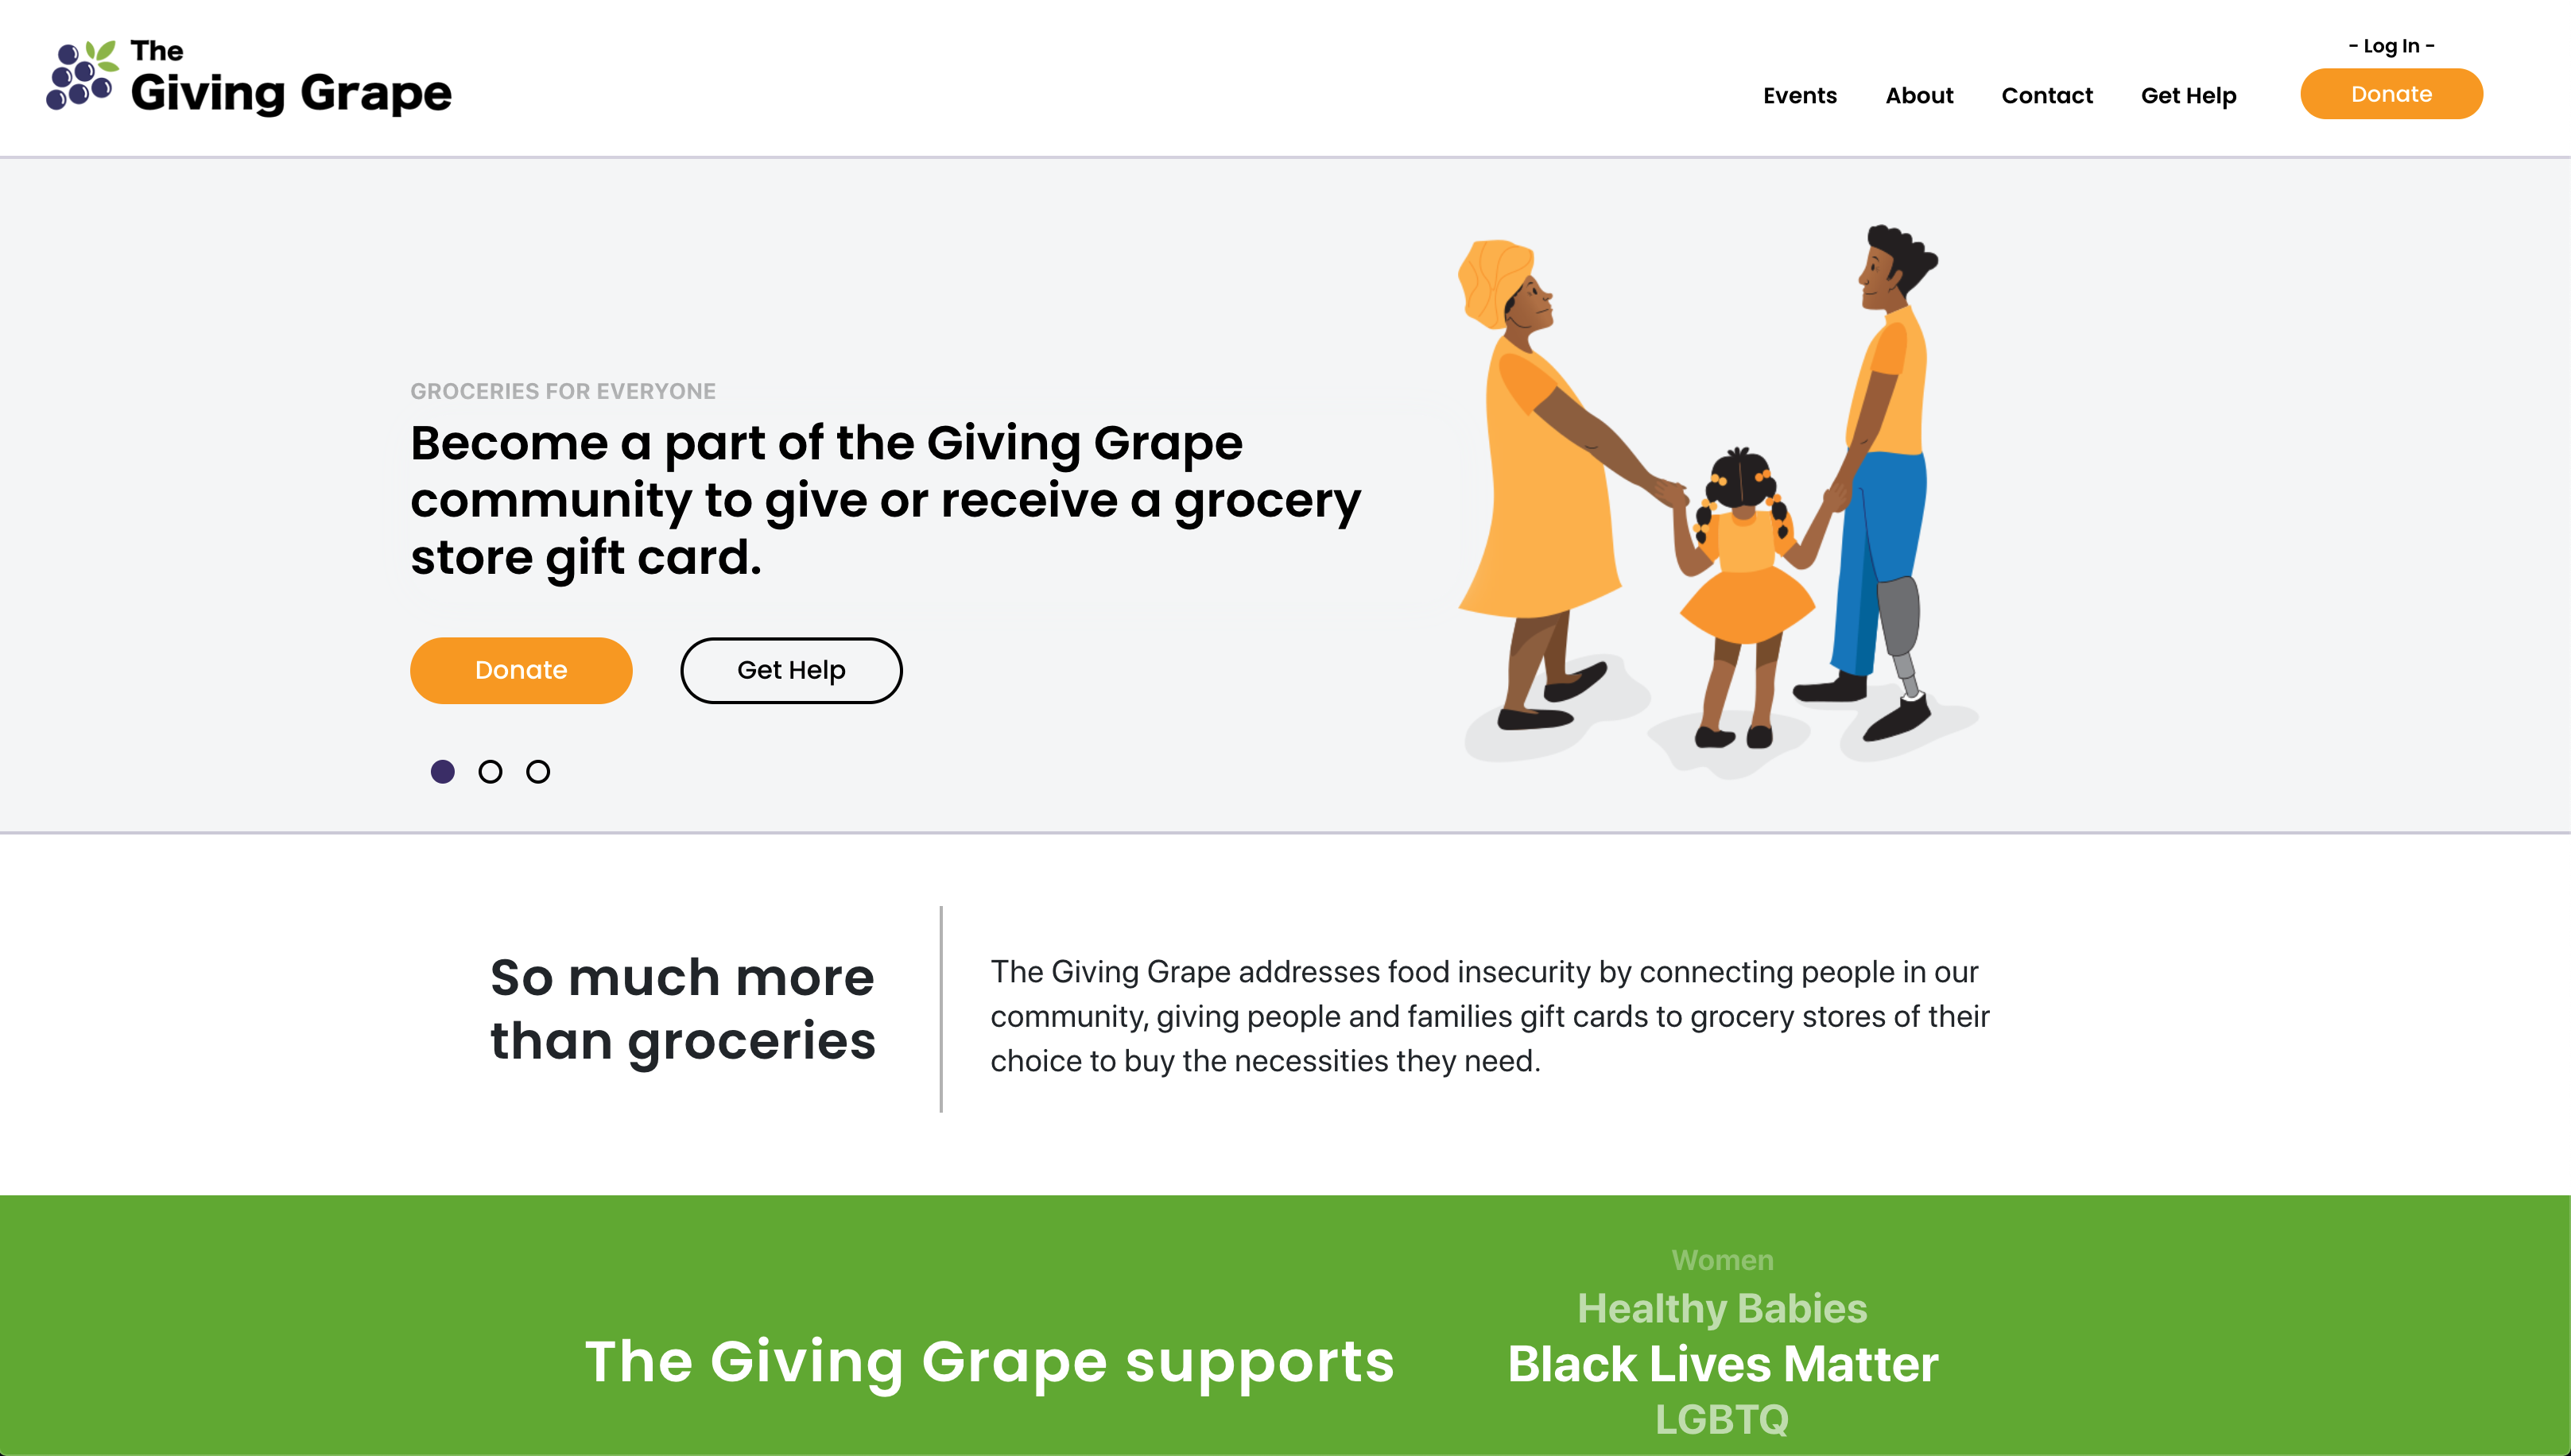 The
Giving Grape
- Log In -
Events
About
Contact
Get Help
Donate
GROCERIES FOR EVERYONE
Become a part of the Giving Grape
community to give or receive a grocery
store gift card.
Donate
Get Help
So much more
than groceries
The Giving Grape addresses food insecurity by connecting people in our
community, giving people and families gift cards to grocery stores of their
choice to buy the necessities they need.
The Giving Grape supports
Women
Healthy Babies
Black Lives Matter
LGBTQ